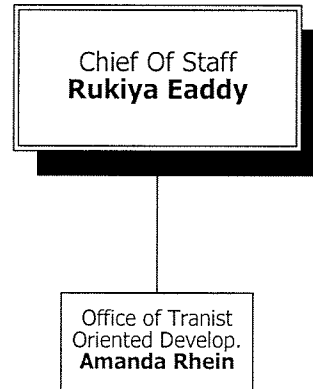 Chief Of Staff
Rukiya Eaddy
Office of Tranist
Oriented Develop.
Amanda Rhein